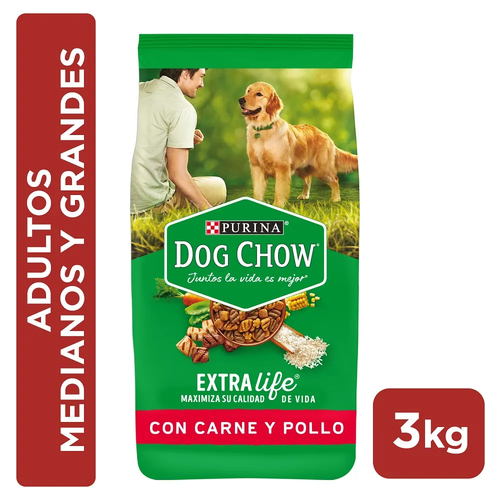 ADULTOS
MEDIANOS Y GRANDES
PURINA
DOG CHOW®
Juntos la vida es mejor®
EXTRA life®
MAXIMIZA SU CALIDAD DE VIDA
CON CARNE Y POLLO
3kg